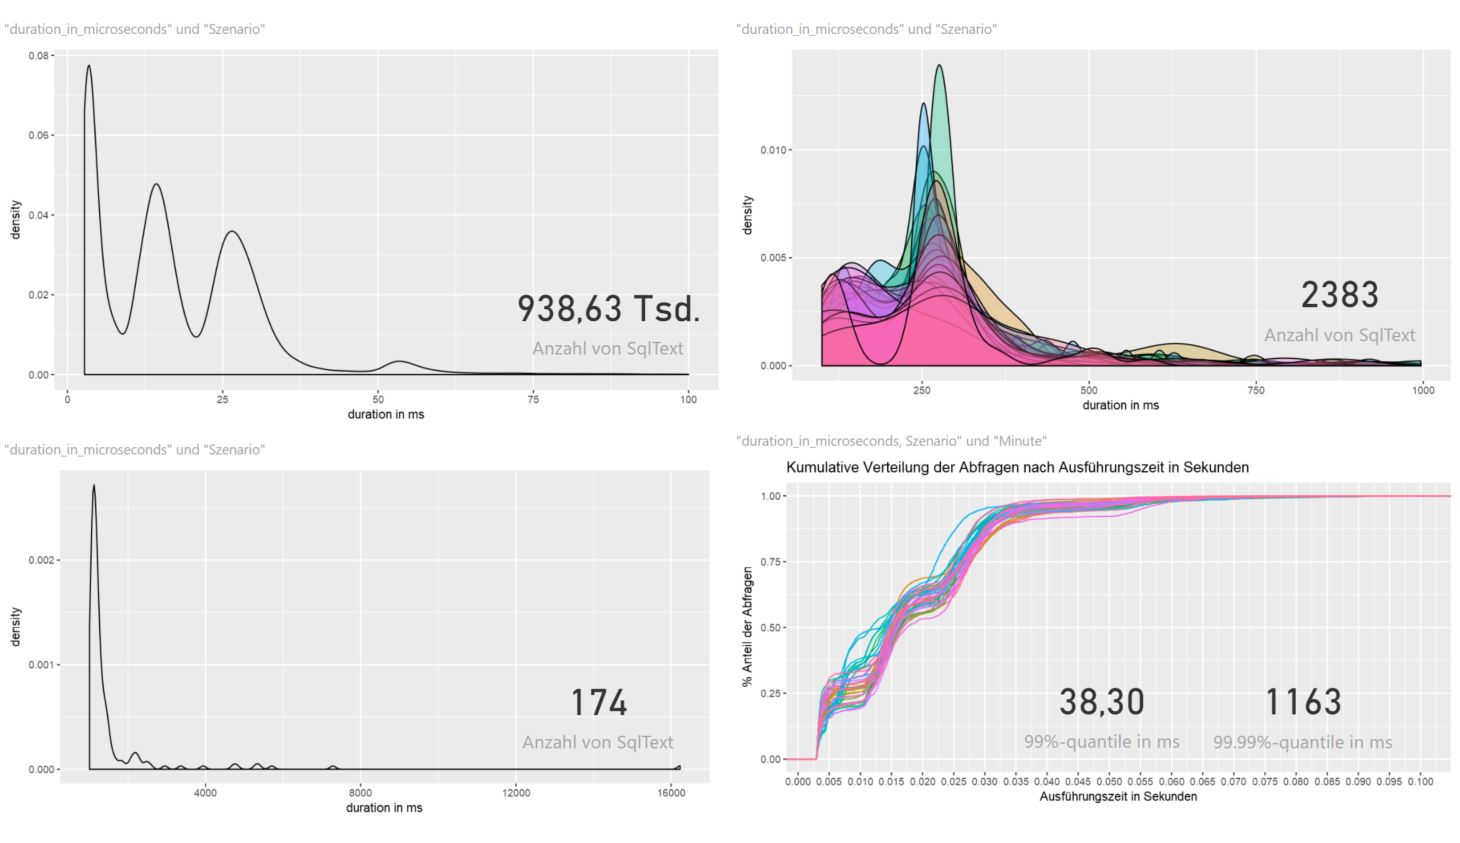 "duration_in_microseconds" und "Szenario"
0.08
0.06
0.04
0.02
0.00
density
0
25
50
75
100
duration in ms
938,63 Tsd.
Anzahl von SqlText
"duration_in_microseconds" und "Szenario"
0.010
0.005
0.000
density
250
500
750
1000
duration in ms
2383
Anzahl von SqlText
"duration_in_microseconds" und "Szenario"
0.002
0.001
0.000
density
4000
8000
12000
16000
duration in ms
174
Anzahl von SqlText
"duration_in_microseconds, Szenario" und "Minute"
Kumulative Verteilung der Abfragen nach Ausführungszeit in Sekunden
1.00
0.75
0.50
0.25
0.00
% Anteil der Abfragen
38,30
99%-quantile in ms
1163
99.99%-quantile in ms
0.000 0.005 0.010 0.015 0.020 0.025 0.030 0.035 0.040 0.045 0.050 0.055 0.060 0.065 0.070 0.075 0.080 0.085 0.090 0.095 0.100
Ausführungszeit in Sekunden